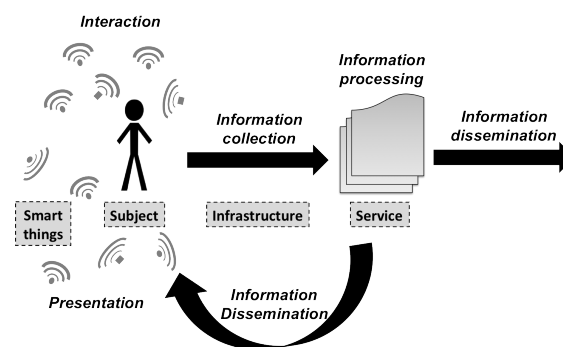 Interaction
Information
processing
Information
collection
Information
dissemination
Smart
things
Subject
Infrastructure
Service
Presentation
Information
Dissemination